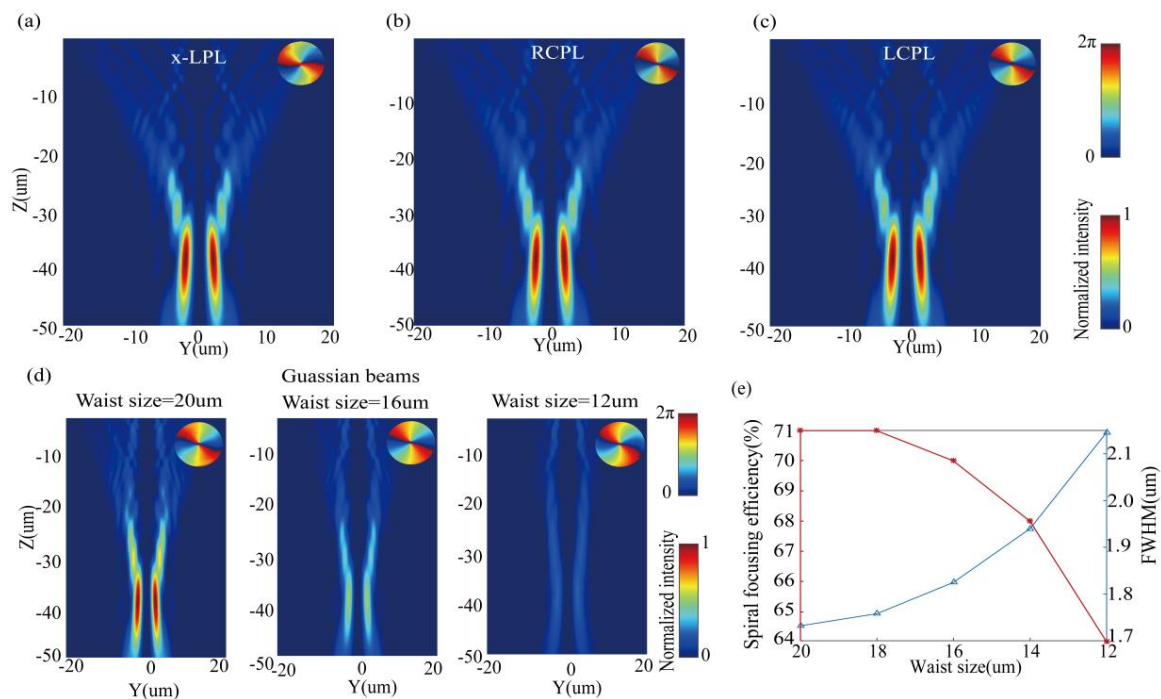 (a)
(b)
(c)
x-LPL
RCPL
LCPL
-10
-20
-30
-40
-50
Z(um)
-20
-10
0
10
20
Y(um)
-10
-20
-30
-40
-50
-20
-10
0
10
20
Y(um)
-10
-20
-30
-40
-50
-20
-10
0
10
20
Y(um)
2π
0
Normalized intensity
1
0
(d)
Guassian beams
Waist size=20um
Waist size=16um
Waist size=12um
-10
-20
-30
-40
-50
Z(um)
-20
0
20
Y(um)
-10
-20
-30
-40
-50
-20
0
20
Y(um)
-10
-20
-30
-40
-50
-20
0
20
Y(um)
2π
0
Normalized intensity
1
0
(e)
Spiral focusing efficiency(%)
71
70
69
68
67
66
65
64
20
18
16
14
12
Waist size(um)
2.1
2.0
1.9
1.8
1.7
FWHM(um)